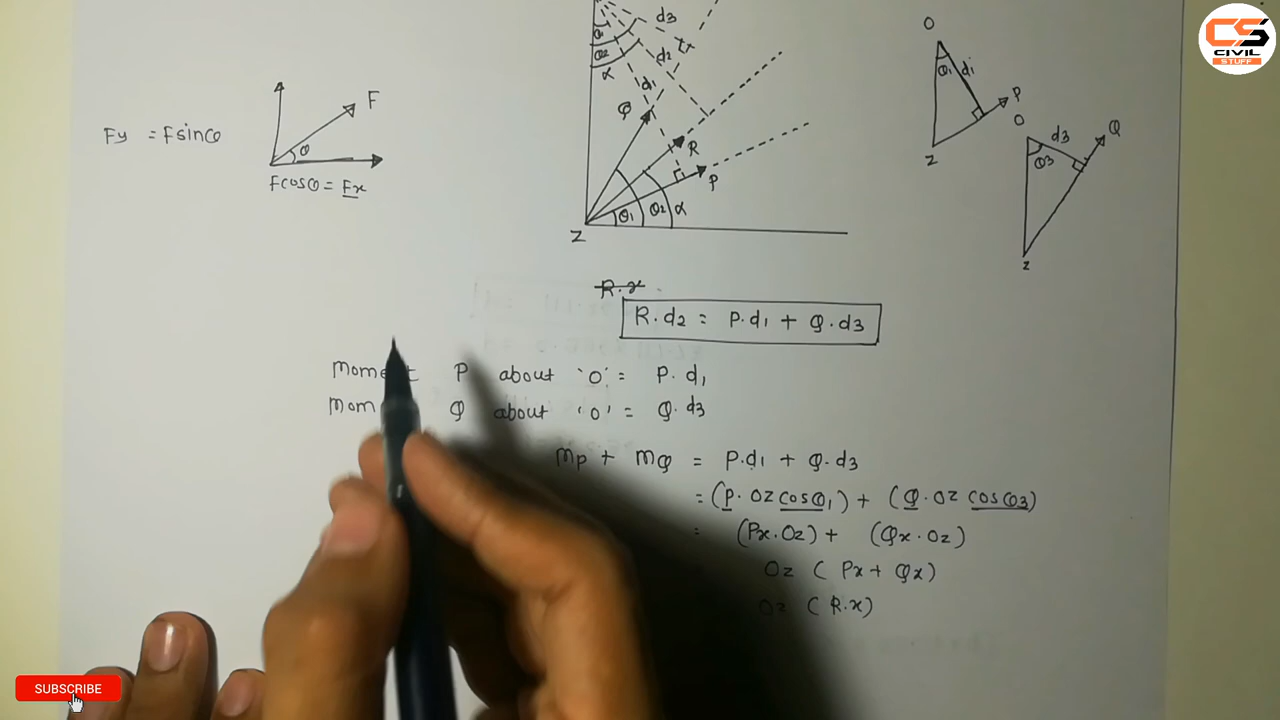 CS
CIVIL
STUFF
d3
θ1
θ2
α
d2
d1
Q
R
P
θ1
θ2
α
Z
Fy = Fsinθ
F
θ
Fcosθ = Fx
O
θ1
d1
P
Z
O
d3
Q
θ3
Z
R.x
R.d2 = P.d1 + Q.d3
P about 'O' = P.d1
Q about 'O' = Q.d3
Mp + MQ = P.d1 + Q.d3
= (P.OZ cosθ1) + (Q.OZ cosθ3)
= (Px.Oz) + (Qx.Oz)
Oz ( Px + Qx)
Oz ( R.x)
SUBSCRIBE